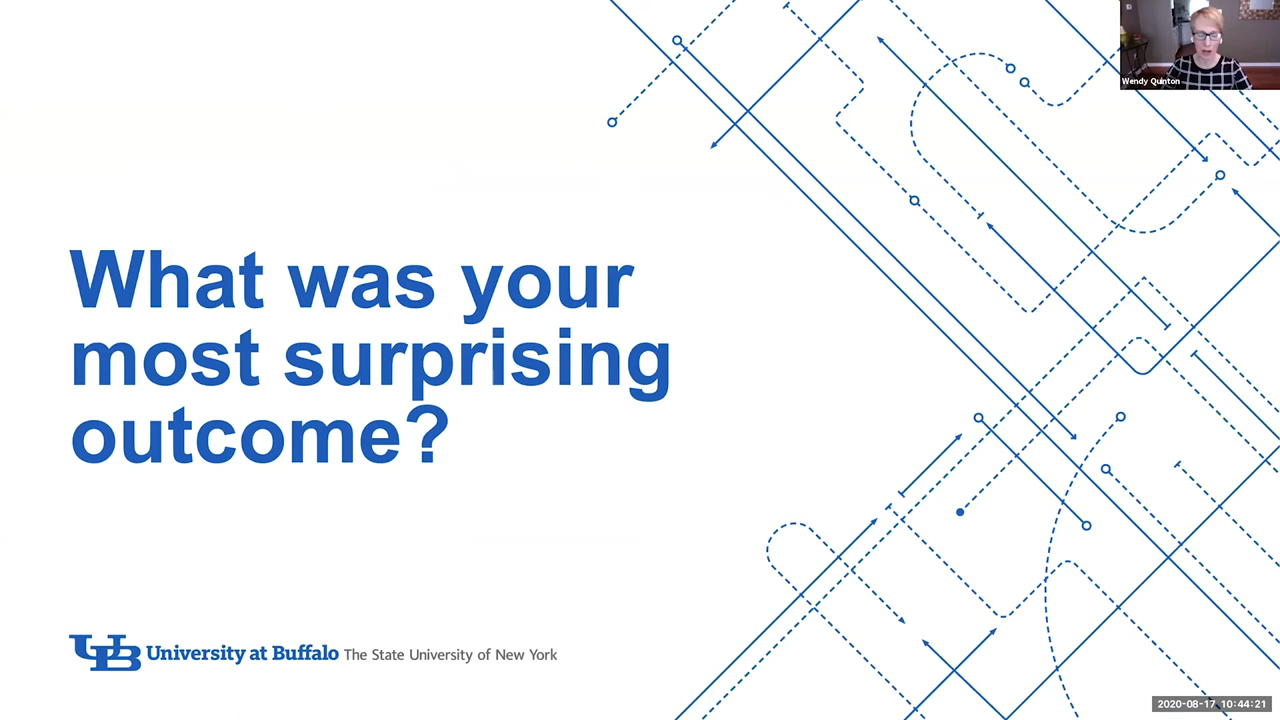 Wendy Quinton
What was your
most surprising
outcome?
UB University at Buffalo The State University of New York
2020-08-17 10:44:21